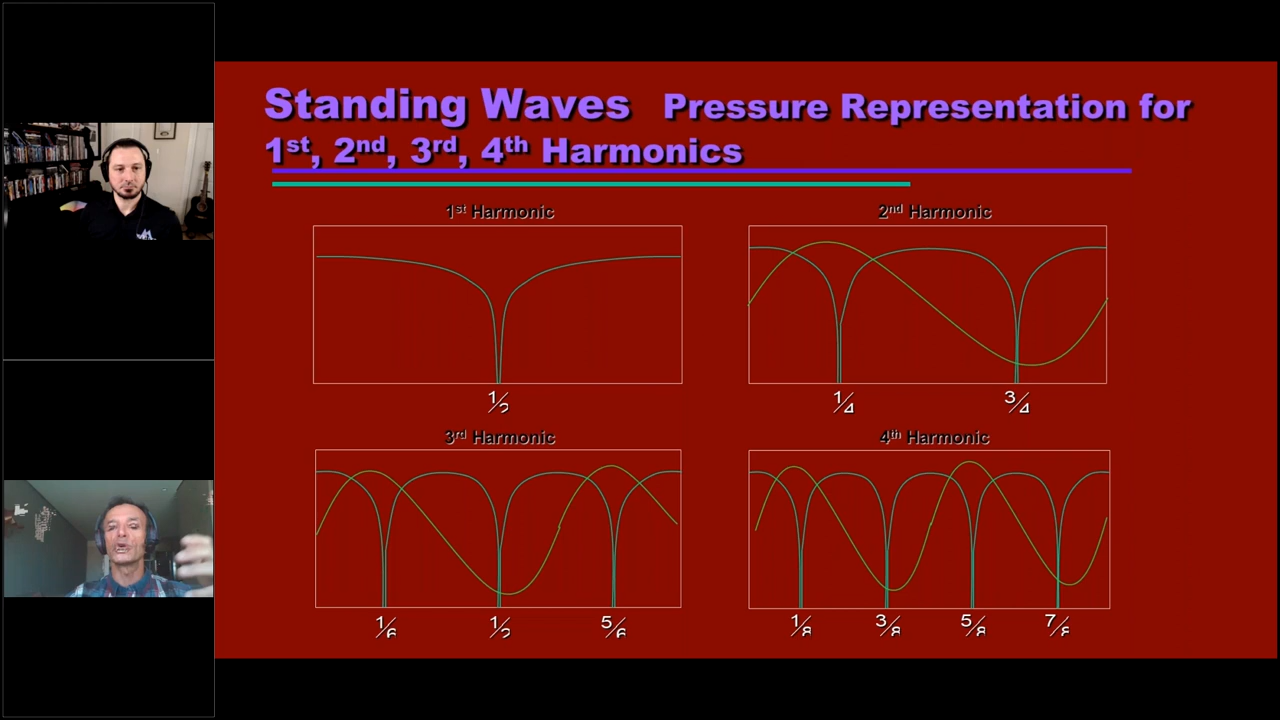 Standing Waves Pressure Representation for
1st, 2nd, 3rd, 4th Harmonics
1st Harmonic
2nd Harmonic
1/2
1/4 3/4
3rd Harmonic
4th Harmonic
1/6 1/2 5/6
1/8 3/8 5/8 7/8